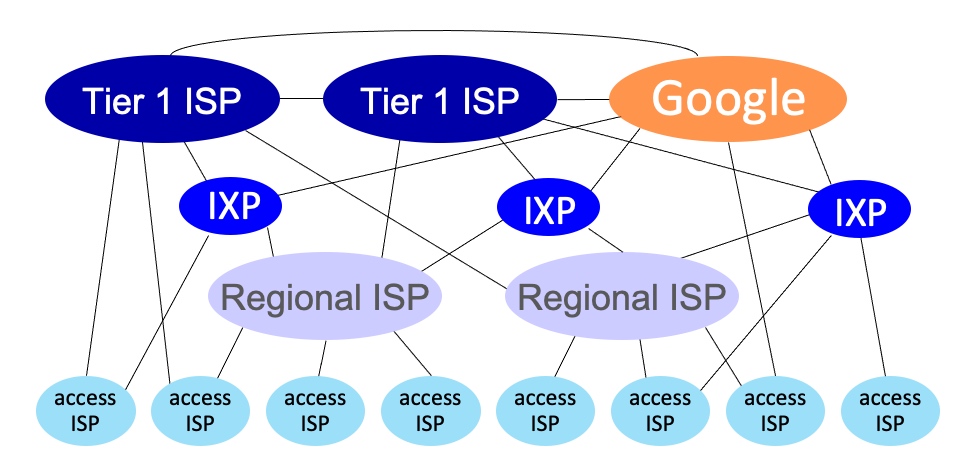 Tier 1 ISP
Tier 1 ISP
Google
IXP
IXP
IXP
Regional ISP
Regional ISP
access
ISP
access
ISP
access
ISP
access
ISP
access
ISP
access
ISP
access
ISP
access
ISP